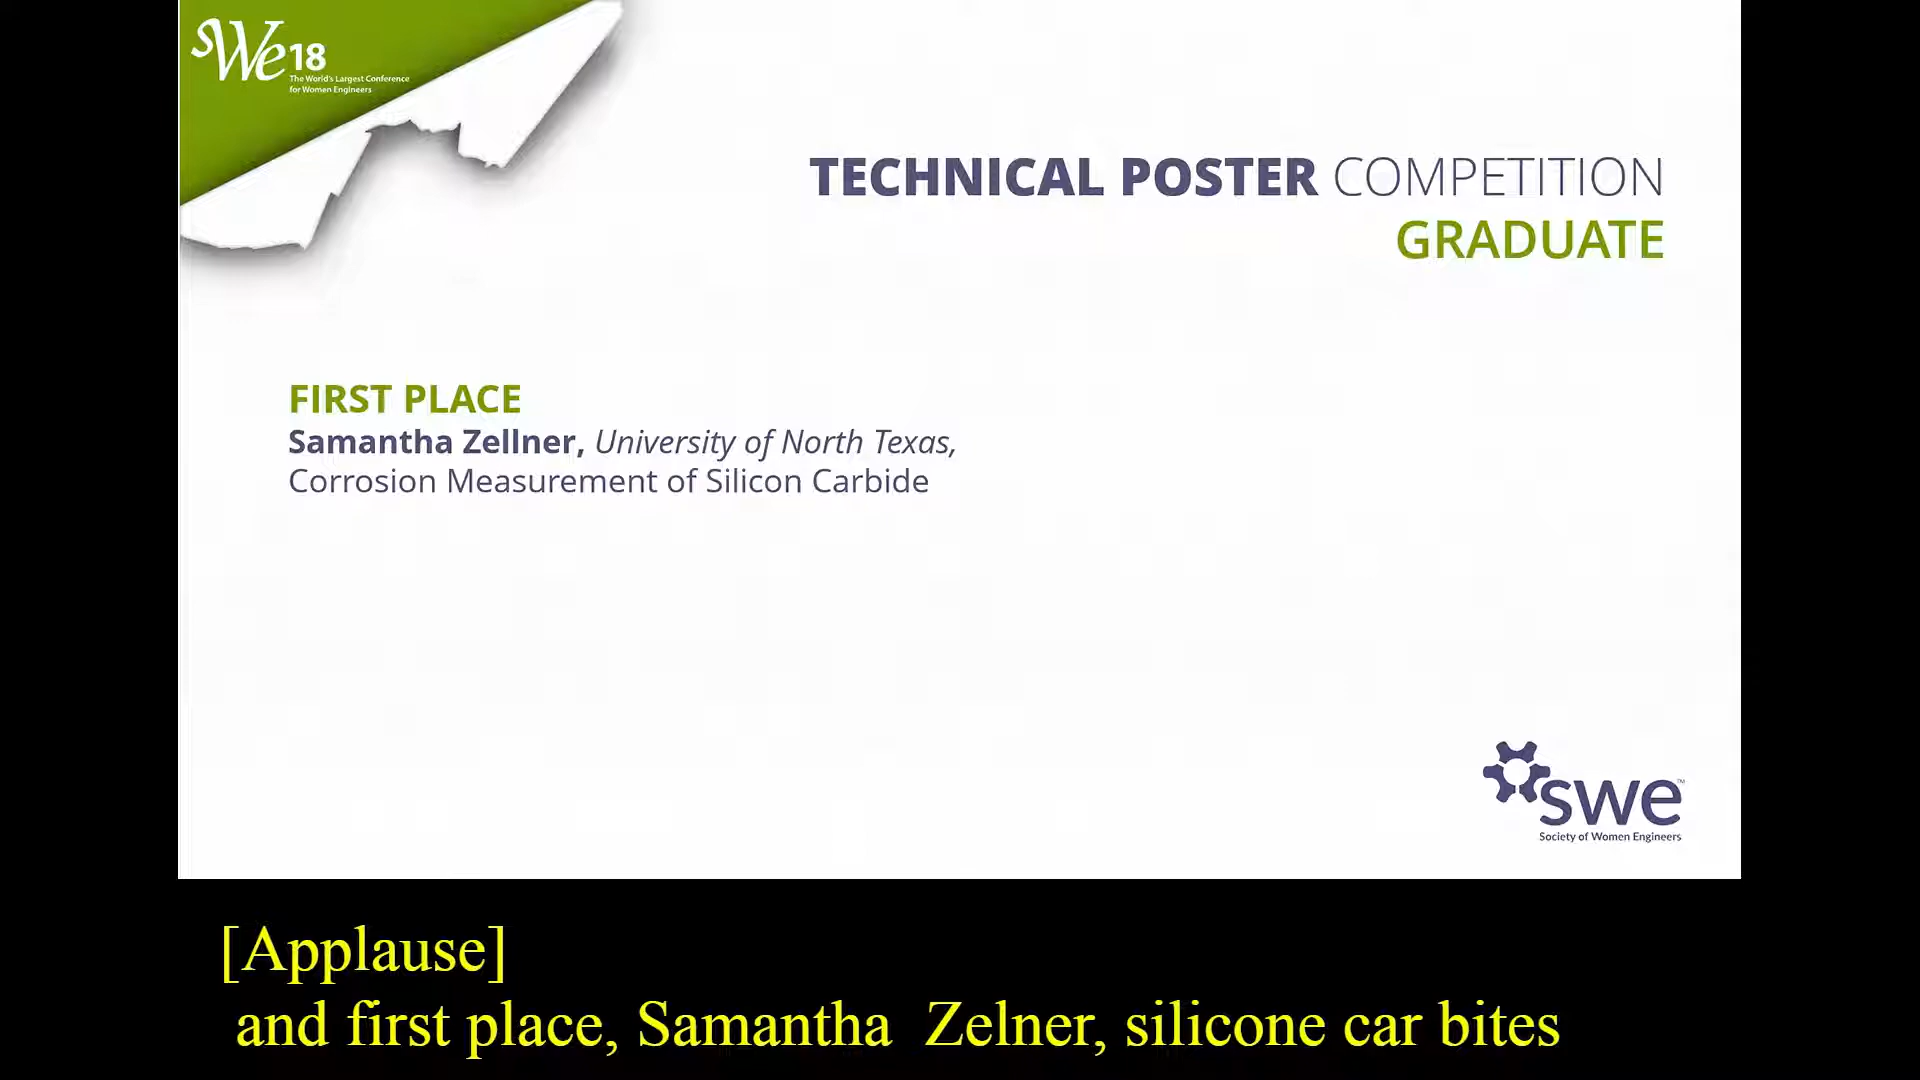 sWe18
The World's Largest Conference
for Women Engineers
TECHNICAL POSTER COMPETITION
GRADUATE
FIRST PLACE
Samantha Zellner, University of North Texas,
Corrosion Measurement of Silicon Carbide
swe™
Society of Women Engineers
[Applause]
and first place, Samantha Zelner, silicone car bites